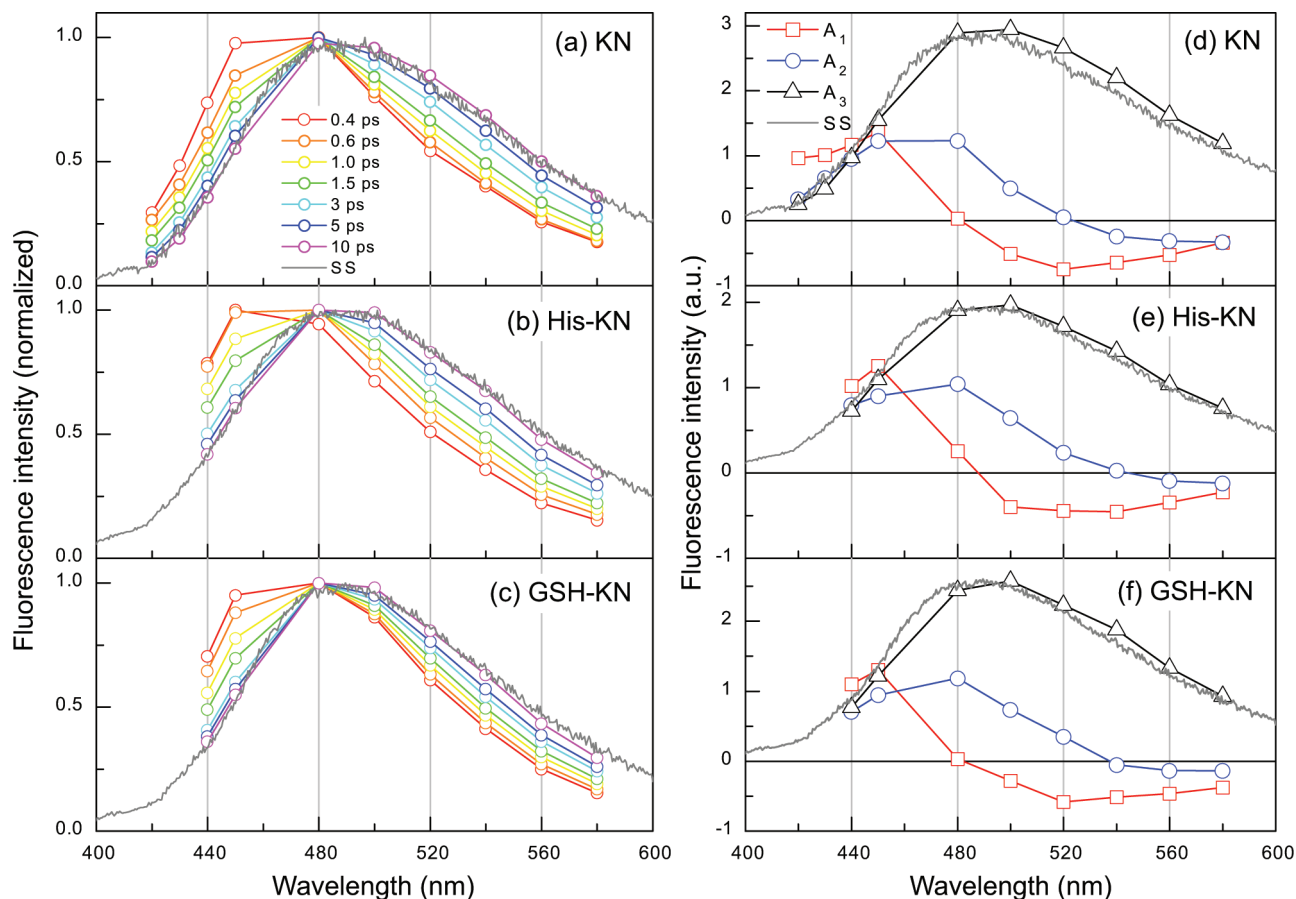 Fluorescence intensity (normalized)
1.0
0.5
0.0
(a) KN
0.4 ps
0.6 ps
1.0 ps
1.5 ps
3 ps
5 ps
10 ps
SS
1.0
0.5
0.0
(b) His-KN
1.0
0.5
0.0
(c) GSH-KN
400 440 480 520 560 600
Wavelength (nm)
Fluorescence intensity (a.u.)
3
2
1
0
-1
A1
A2
A3
SS
(d) KN
2
1
0
-1
(e) His-KN
2
1
0
-1
(f) GSH-KN
400 440 480 520 560 600
Wavelength (nm)